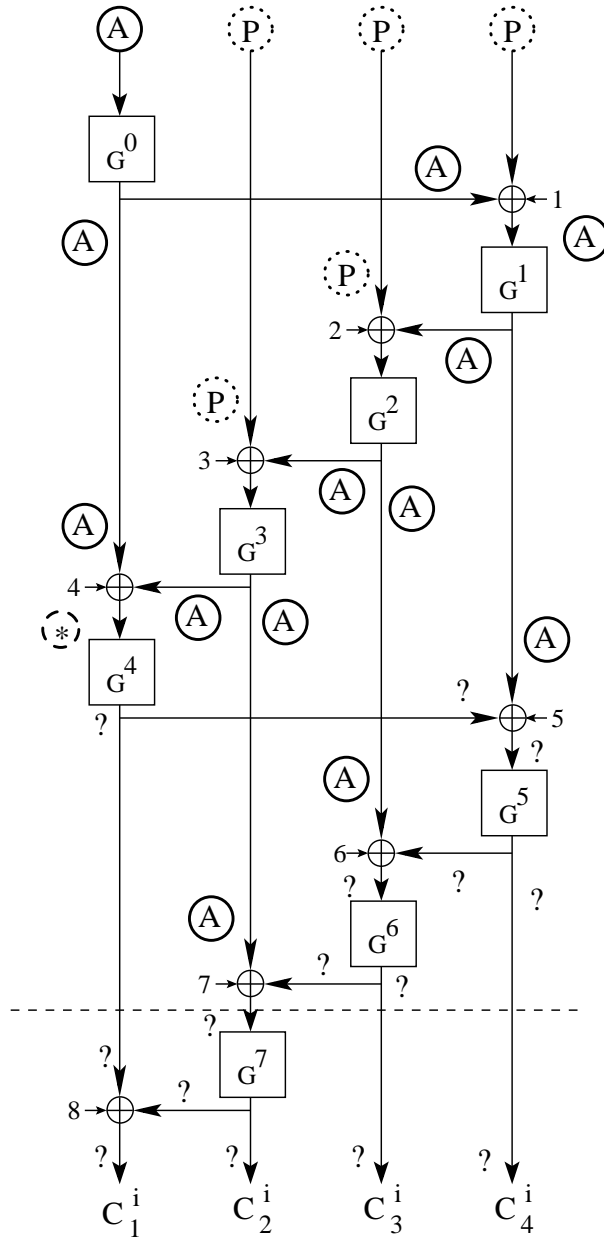 A P P P
G⁰
A
1
A A
G¹
P
2
A
G²
P
3
A A
G³
A
4
A A
*
A
G⁴
? ?
5
?
G⁵
A
6
? ? ?
G⁶
A
? ?
7
?
G⁷
? ?
8
? ? ? ?
C₁ⁱ C₂ⁱ C₃ⁱ C₄ⁱ